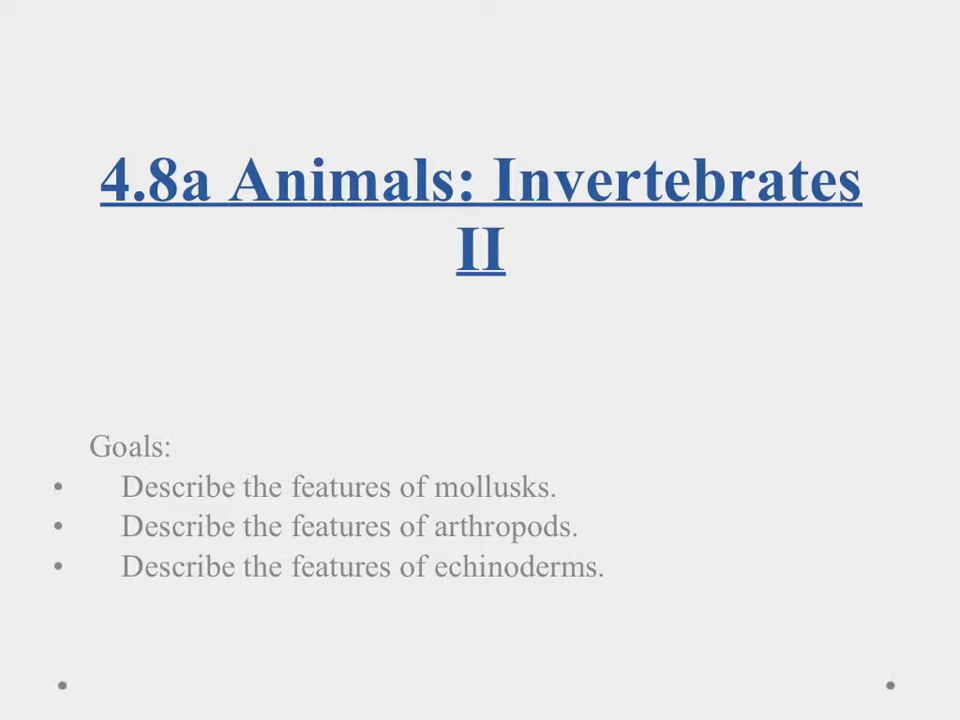 4.8a Animals: Invertebrates
II
Goals:
• Describe the features of mollusks.
• Describe the features of arthropods.
• Describe the features of echinoderms.